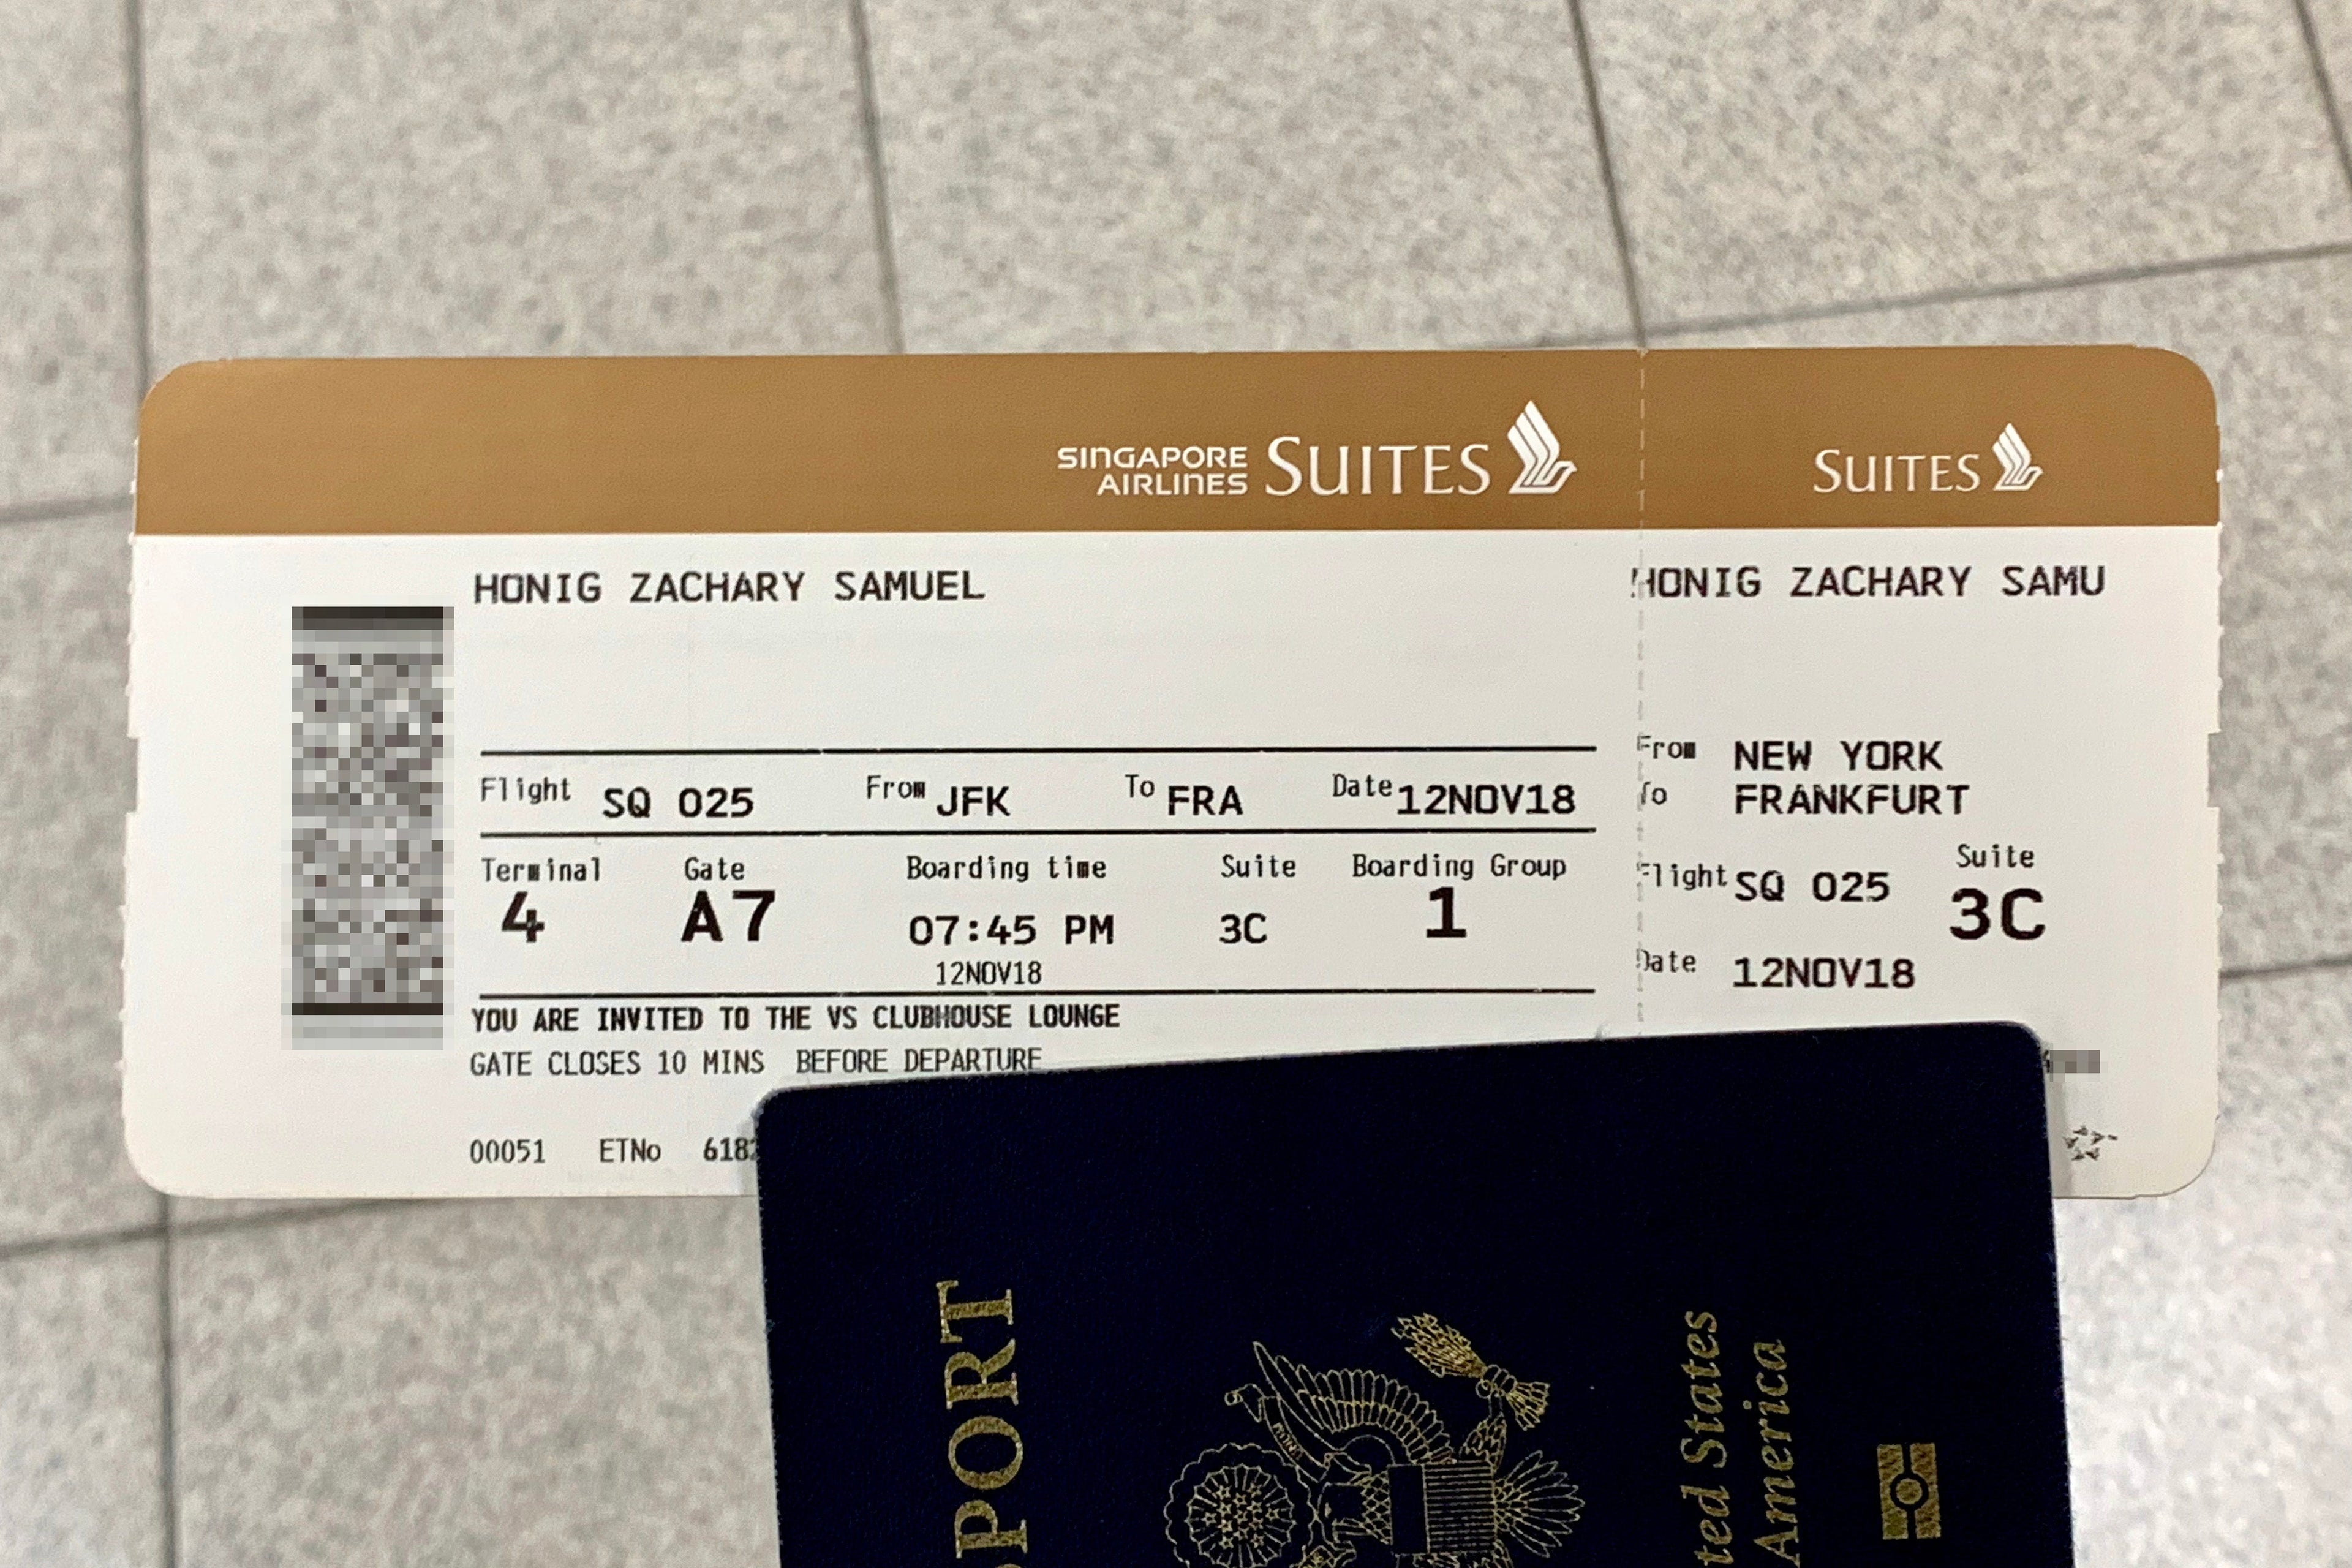 SINGAPORE
AIRLINES SUITES
SUITES
HONIG ZACHARY SAMUEL
HONIG ZACHARY SAMU
Flight SQ 025 From JFK To FRA Date 12NOV18
Terminal Gate Boarding time Suite Boarding Group
4 A7 07:45 PM 3C 1
12NOV18
YOU ARE INVITED TO THE VS CLUBHOUSE LOUNGE
GATE CLOSES 10 MINS BEFORE DEPARTURE
00051 ETNo 618
From NEW YORK
To FRANKFURT
Flight SQ 025 Suite
3C
Date 12NOV18
PORT
ted States
America